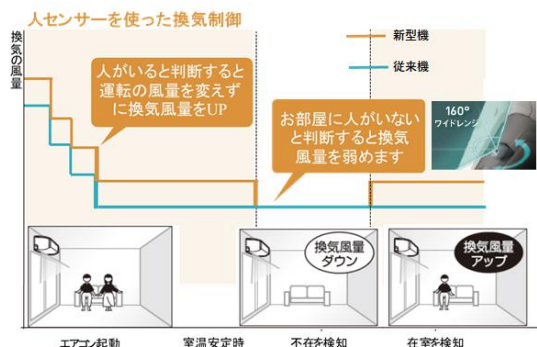 人センサーを使った換気制御
換気の風量
新型機
従来機
人がいると判断すると
運転の風量を変えず
に換気風量をUP
お部屋に人がいない
と判断すると換気
風量を弱めます
160°
ワイドレンジ
換気風量
ダウン
換気風量
アップ
エアコン起動
室温安定時
不在を検知
在室を検知